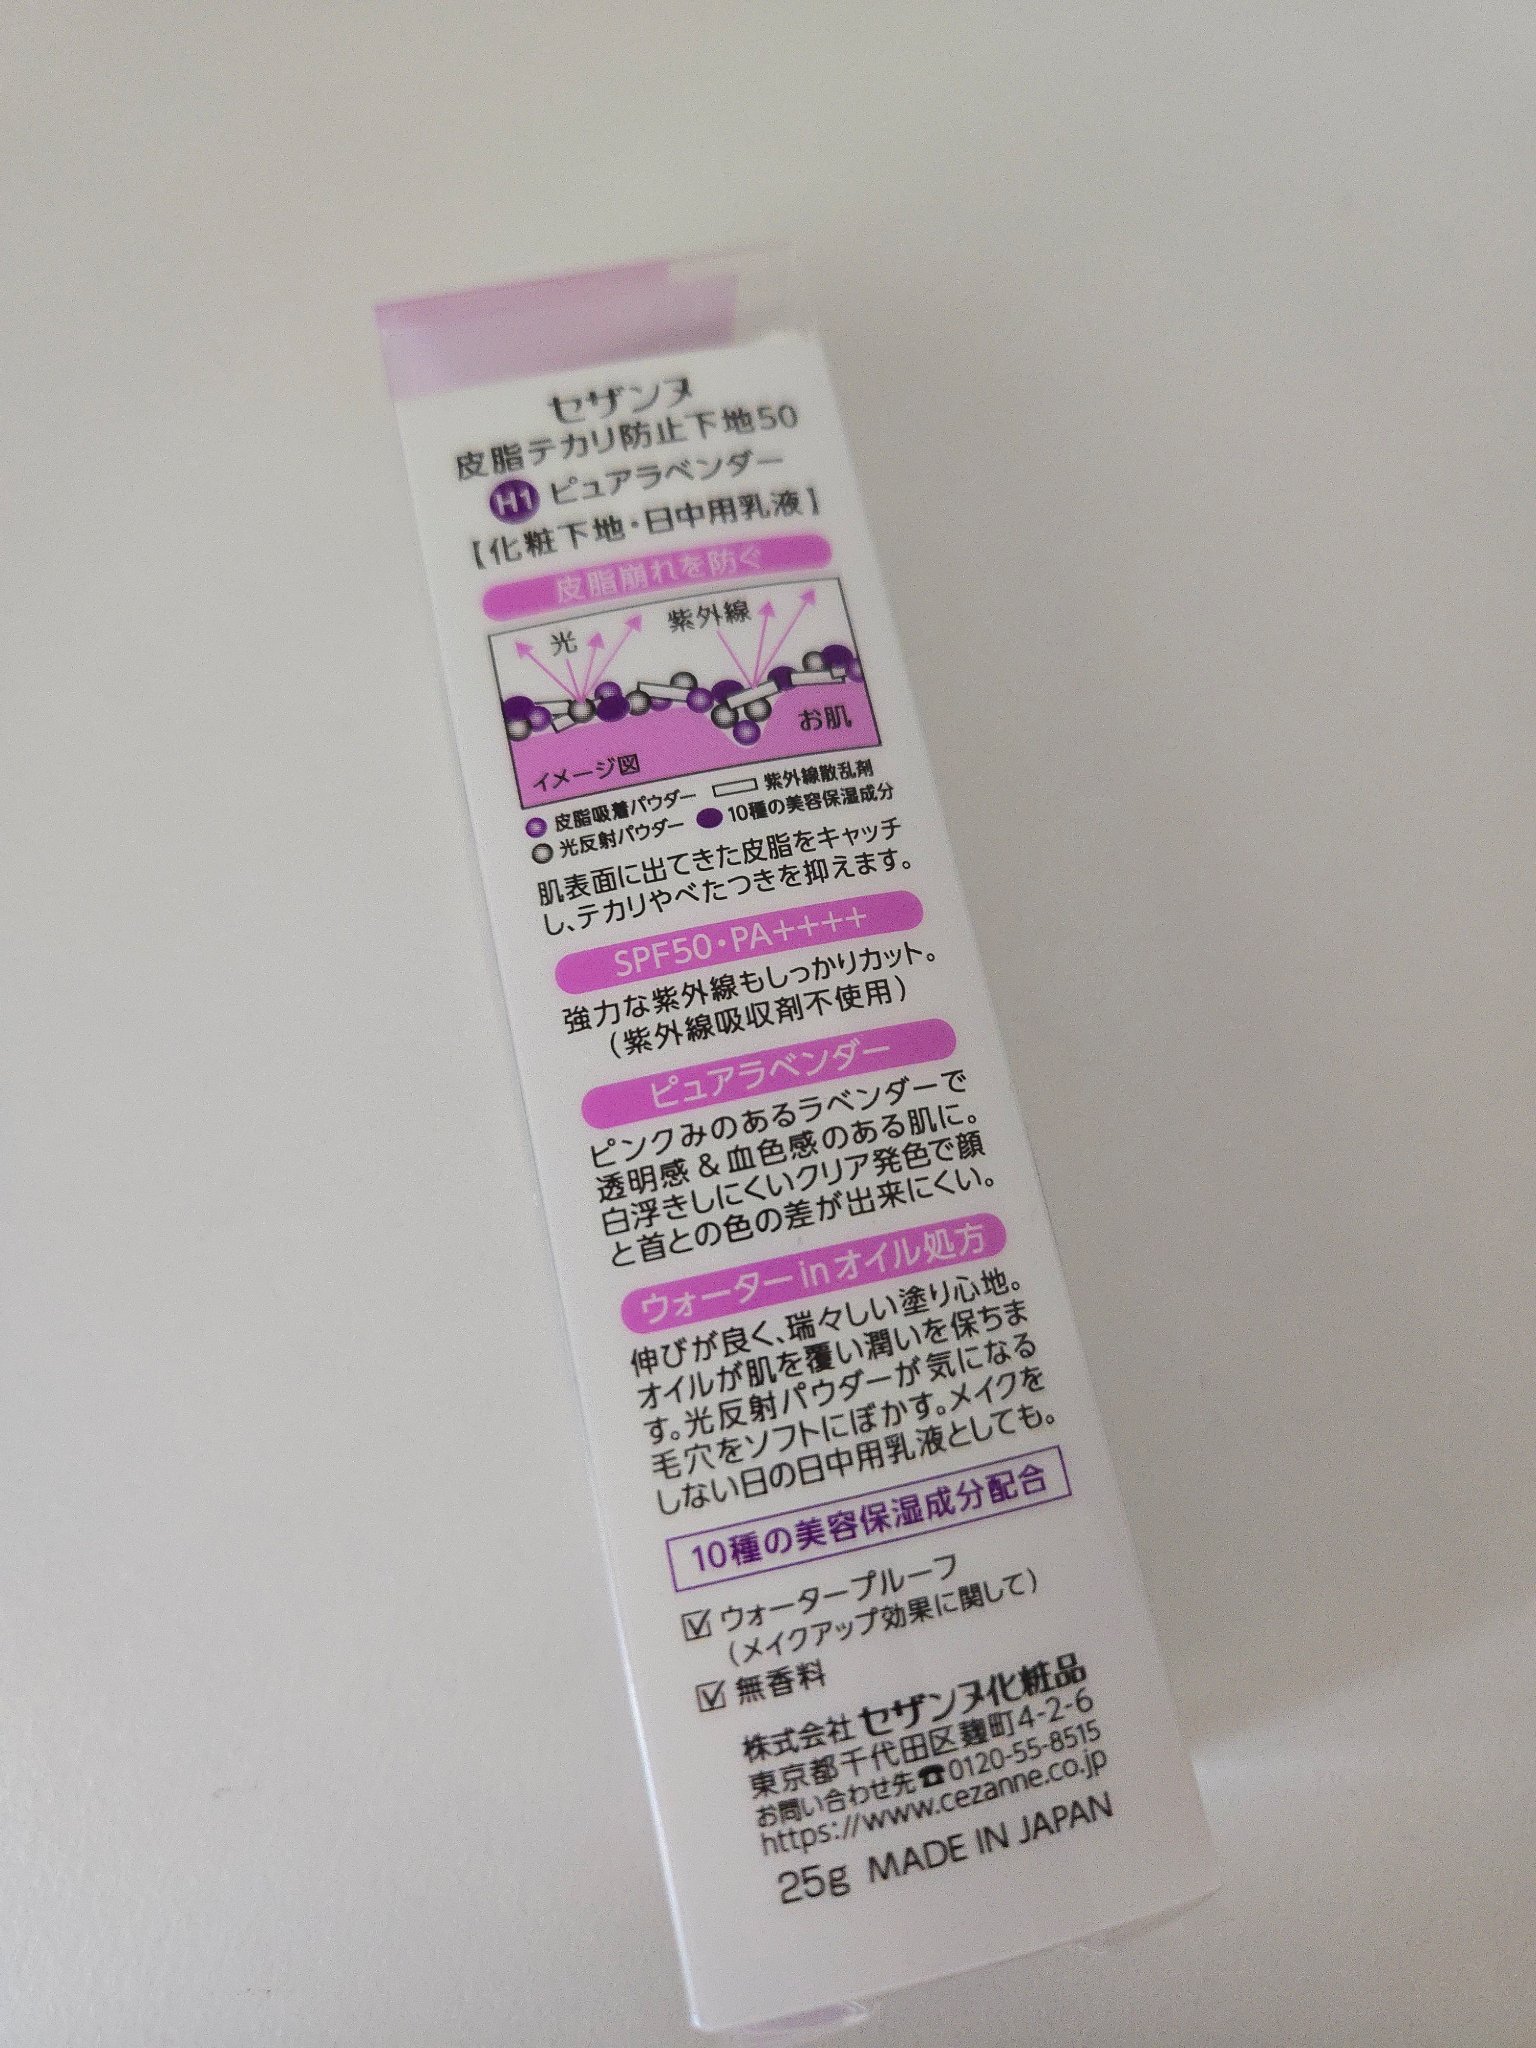 セザンヌ
皮脂テカリ防止下地50
H1 ピュアラベンダー
【化粧下地・日中用乳液】
皮脂崩れを防ぐ
光 紫外線
お肌
イメージ図
皮脂吸着パウダー 紫外線散乱剤
光反射パウダー 10種の美容保湿成分
肌表面に出てきた皮脂をキャッチ
し、テカリやべたつきを抑えます。
SPF50・PA++++
強力な紫外線もしっかりカット。
(紫外線吸収剤不使用)
ピュアラベンダー
ピンクみのあるラベンダーで
透明感&血色感のある肌に。
白浮きしにくいクリア発色で顔
と首との色の差が出来にくい。
ウォーターinオイル処方
伸びが良く、瑞々しい塗り心地。
オイルが肌を覆い潤いを保ちま
す。光反射パウダーが気になる
毛穴をソフトにぼかす。メイクを
しない日の日中用乳液としても。
10種の美容保湿成分配合
ウォータープルーフ
(メイクアップ効果に関して)
無香料
株式会社 セザンヌ化粧品
東京都千代田区麹町4-2-6
お問い合わせ先☎0120-55-8515
https://www.cezanne.co.jp
25g MADE IN JAPAN